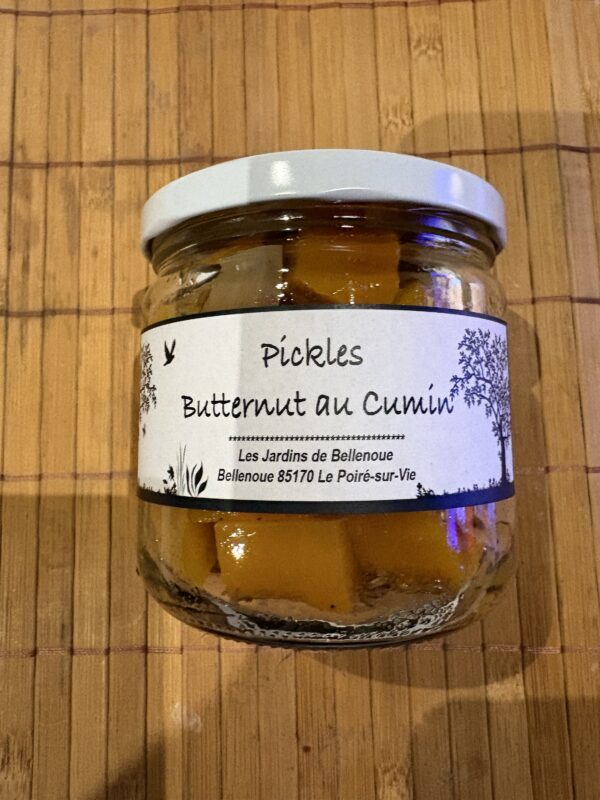 Pickles
Butternut au Cumin
***************************************
Les Jardins de Bellenoue
Bellenoue 85170 Le Poiré-sur-Vie